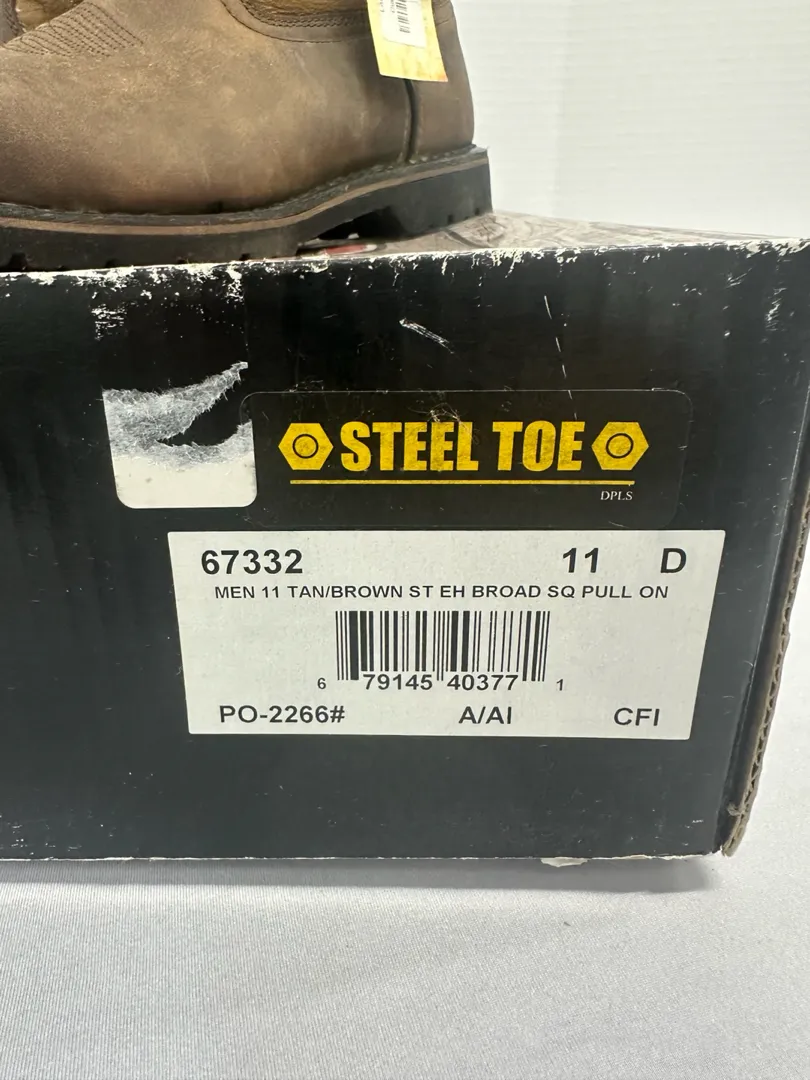 STEEL TOE
DPLS
67332 11 D
MEN 11 TAN/BROWN ST EH BROAD SQ PULL ON
6 79145 40377 1
PO-2266# A/AI CFI